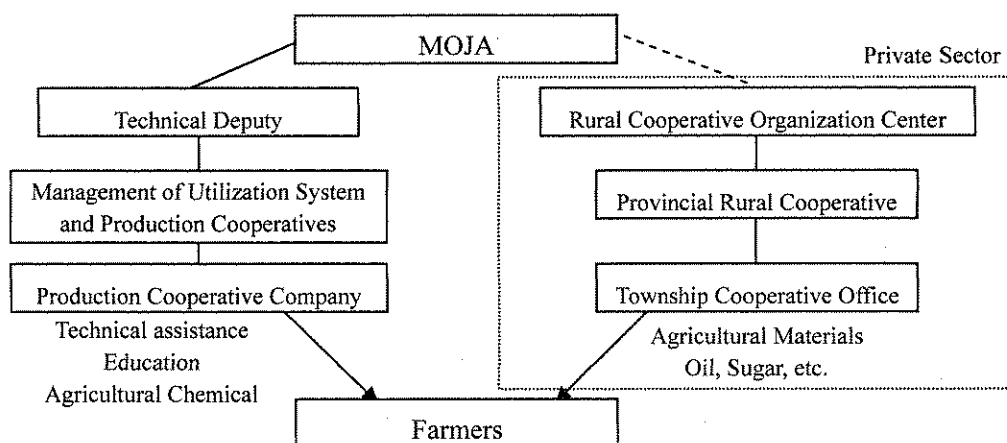 MOJA
Private Sector
Technical Deputy
Rural Cooperative Organization Center
Management of Utilization System
and Production Cooperatives
Provincial Rural Cooperative
Production Cooperative Company
Township Cooperative Office
Technical assistance
Education
Agricultural Chemical
Agricultural Materials
Oil, Sugar, etc.
Farmers